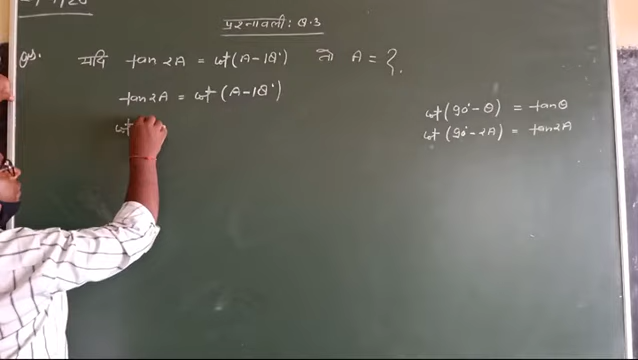 प्रश्नावली: 8.3
यदि tan 2A = cot (A-18°) तो A = ?.
tan 2A = cot (A-18°)
cot
cot (90°-θ) = tanθ
cot (90°-2A) = tan2A